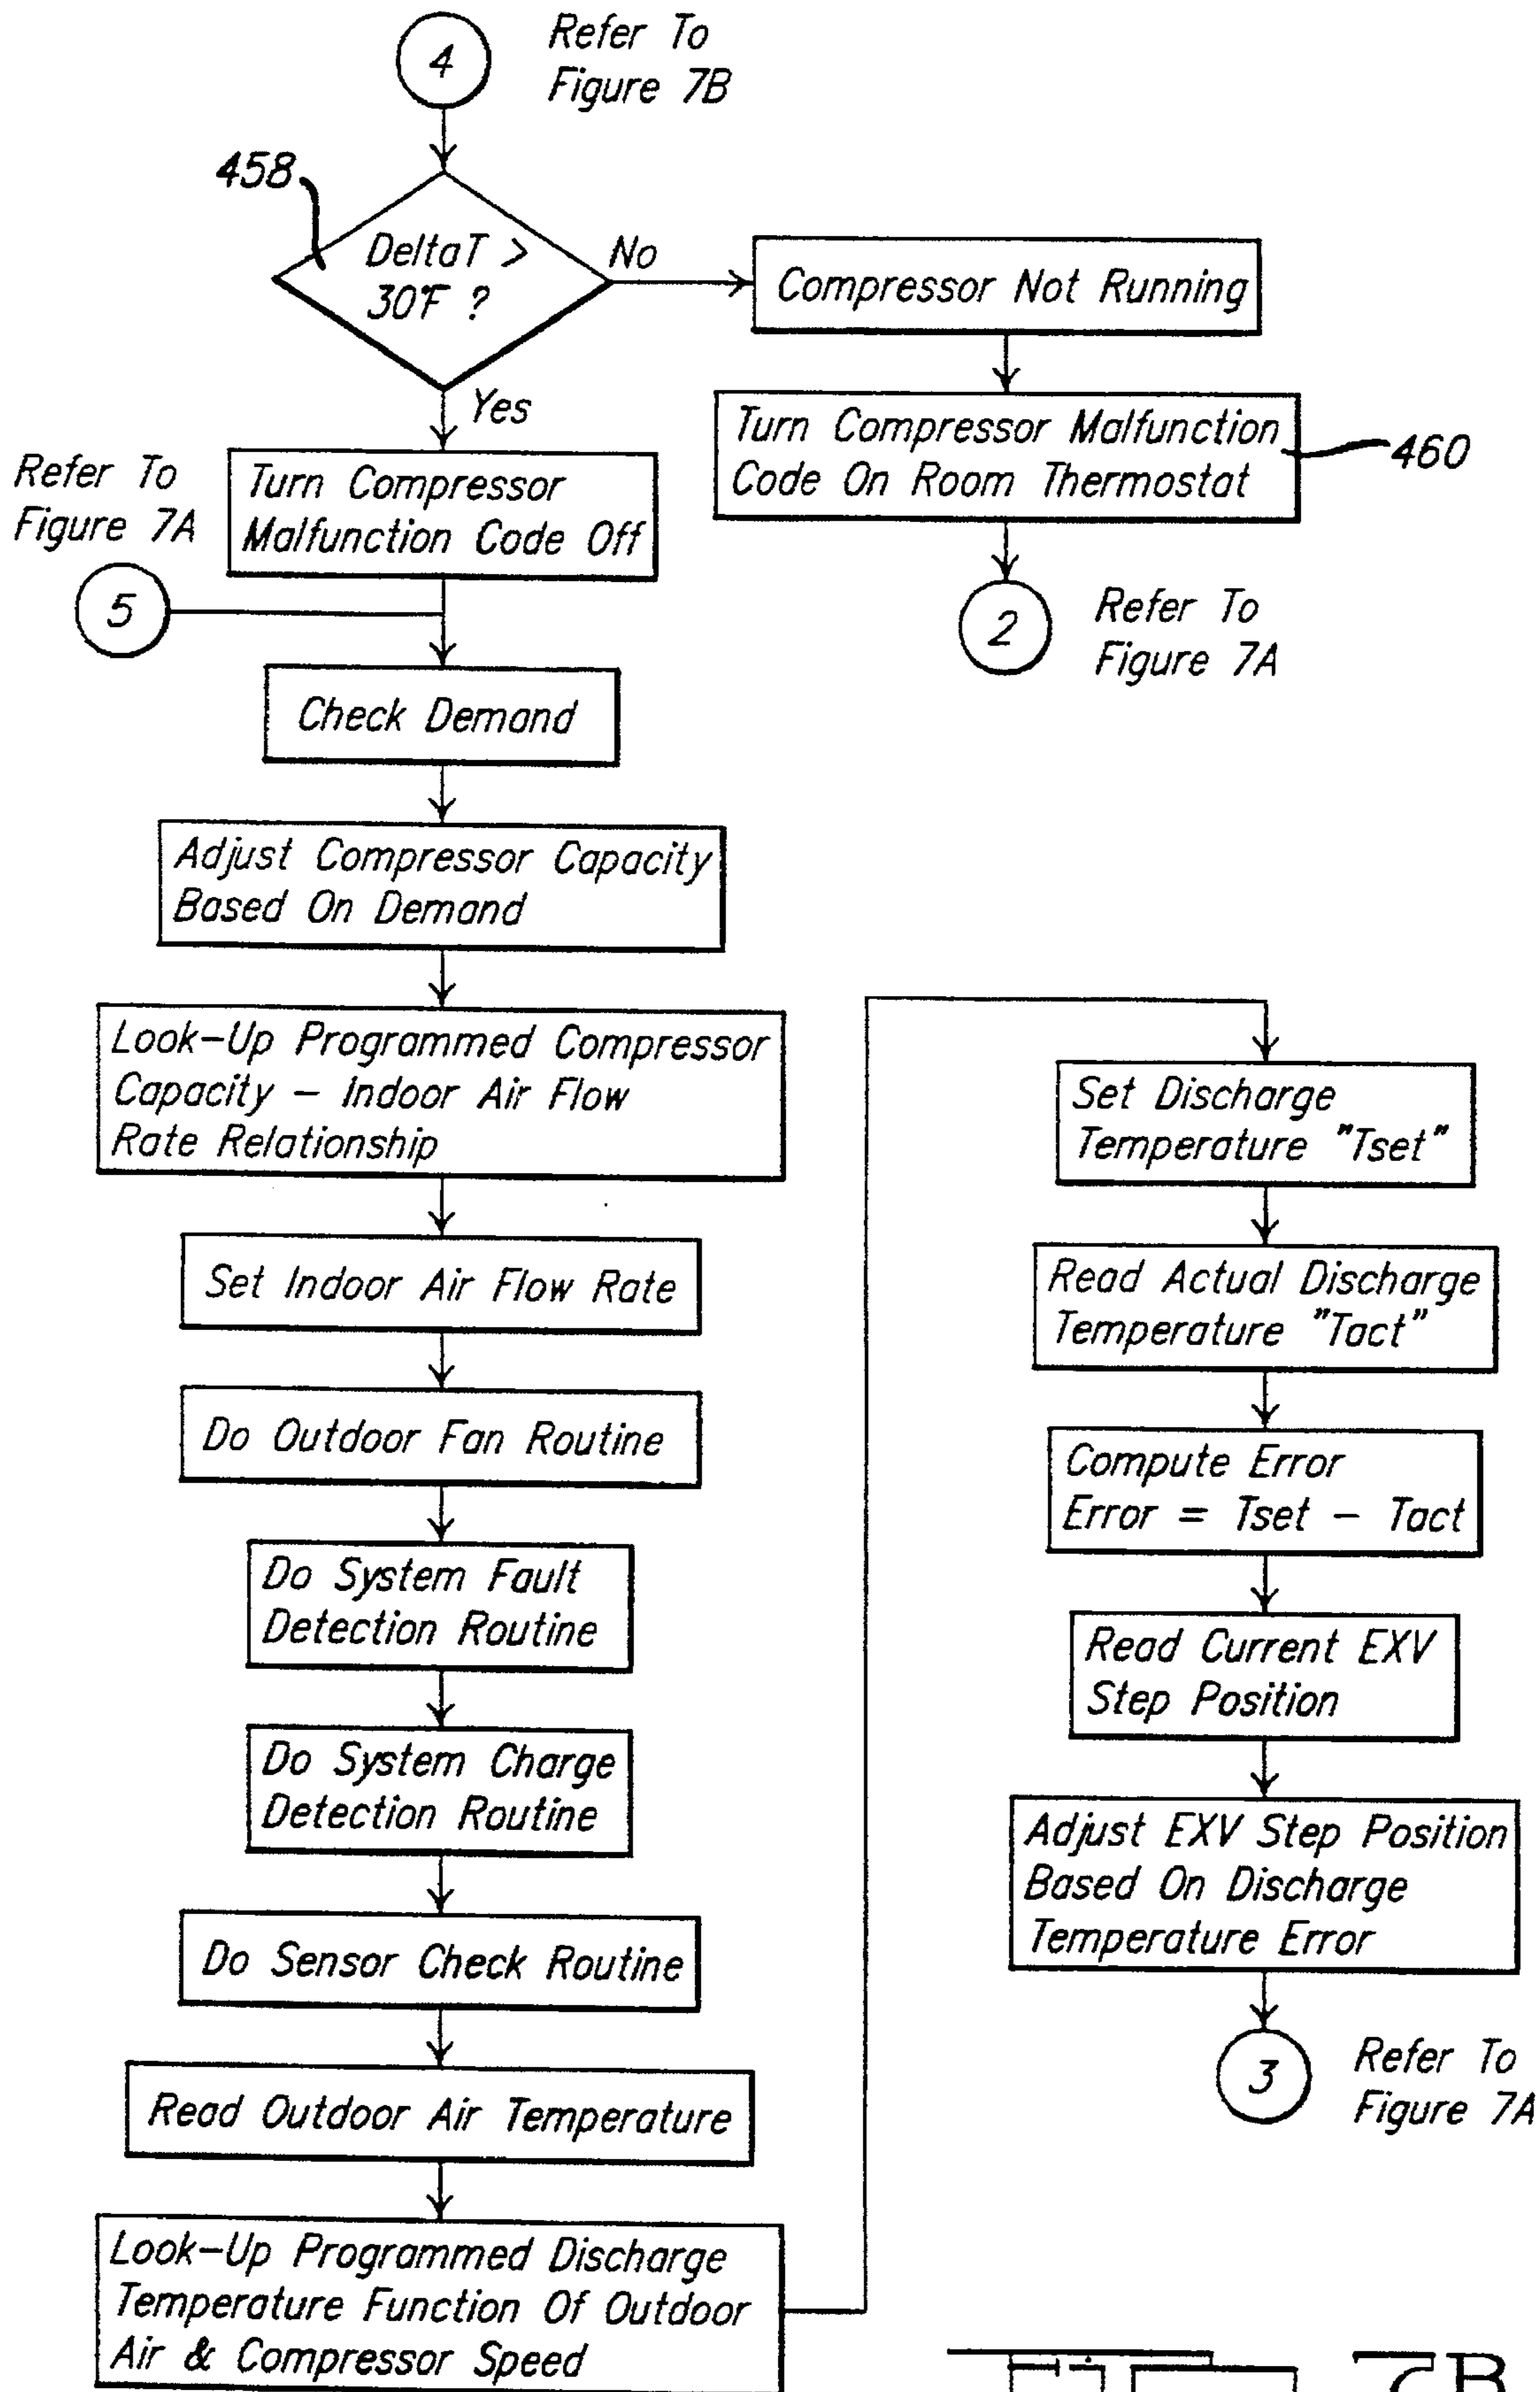 4
Refer To
Figure 7B
458
DeltaT >
30°F ?
No
Compressor Not Running
Yes
Turn Compressor Malfunction
Code On Room Thermostat
460
Refer To
Figure 7A
Turn Compressor
Malfunction Code Off
5
2
Refer To
Figure 7A
Check Demand
Adjust Compressor Capacity
Based On Demand
Look-Up Programmed Compressor
Capacity - Indoor Air Flow
Rate Relationship
Set Indoor Air Flow Rate
Do Outdoor Fan Routine
Do System Fault
Detection Routine
Do System Charge
Detection Routine
Do Sensor Check Routine
Read Outdoor Air Temperature
Look-Up Programmed Discharge
Temperature Function Of Outdoor
Air & Compressor Speed
Set Discharge
Temperature "Tset"
Read Actual Discharge
Temperature "Tact"
Compute Error
Error = Tset - Tact
Read Current EXV
Step Position
Adjust EXV Step Position
Based On Discharge
Temperature Error
3
Refer To
Figure 7A